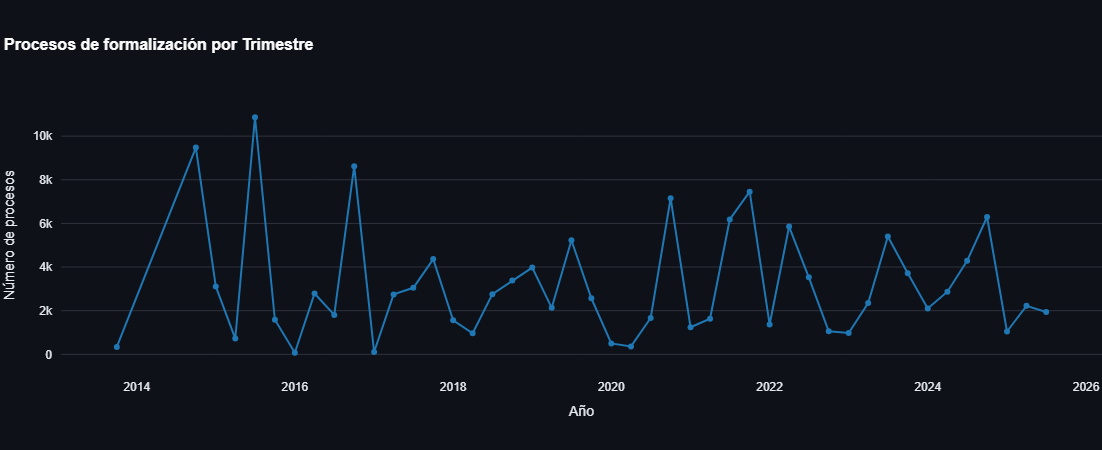 Procesos de formalización por Trimestre
Número de procesos
10k
8k
6k
4k
2k
0
2014 2016 2018 2020 2022 2024 2026
Año